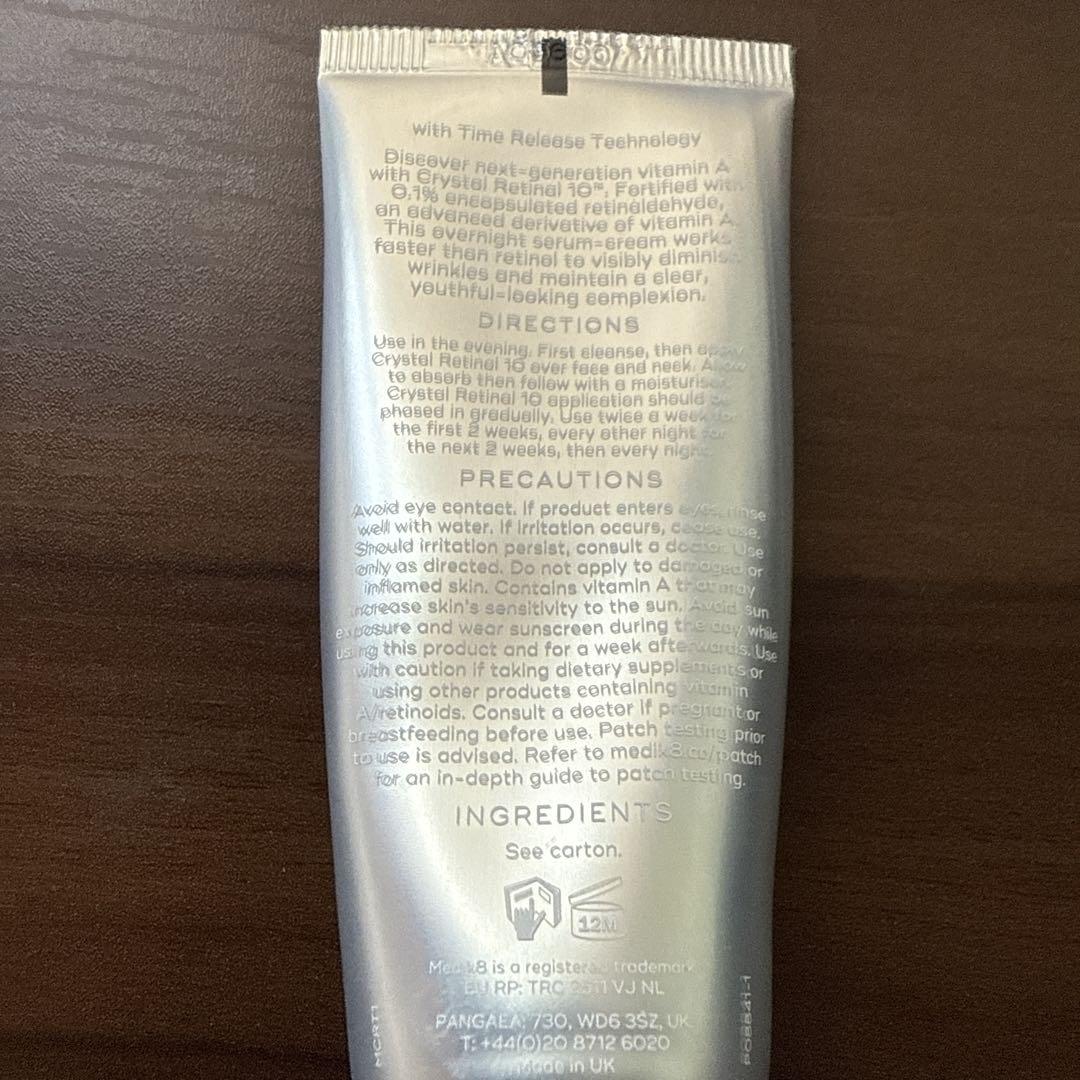 with Time Release Technology
Discover next-generation vitamin A
with Crystal Retinal 10™. Fortified with
0.1% encapsulated retinaldehyde,
an advanced derivative of vitamin A.
This overnight serum-cream works
faster than retinol to visibly diminish
wrinkles and maintain a clear,
youthful-looking complexion.
DIRECTIONS
Use in the evening. First cleanse, then apply
Crystal Retinal 10 over face and neck. Allow
to absorb then follow with a moisturiser.
Crystal Retinal 10 application should be
phased in gradually. Use twice a week for
the first 2 weeks, every other night for
the next 2 weeks, then every night.
PRECAUTIONS
Avoid eye contact. If product enters eyes, rinse
well with water. If irritation occurs, cease use.
Should irritation persist, consult a doctor. Use
only as directed. Do not apply to damaged or
inflamed skin. Contains vitamin A that may
increase skin's sensitivity to the sun. Avoid sun
exposure and wear sunscreen during the day while
using this product and for a week afterwards. Use
with caution if taking dietary supplements or
using other products containing vitamin
A/retinoids. Consult a doctor if pregnant or
breastfeeding before use. Patch testing prior
to use is advised. Refer to medik8.co/patch
for an in-depth guide to patch testing.
INGREDIENTS
See carton.
12M
Medik8 is a registered trademark
EU RP: TRC 2511 VJ NL
PANGAEA: 730, WD6 3SZ, UK
T: +44(0)20 8712 6020
Made in UK
MCRT1